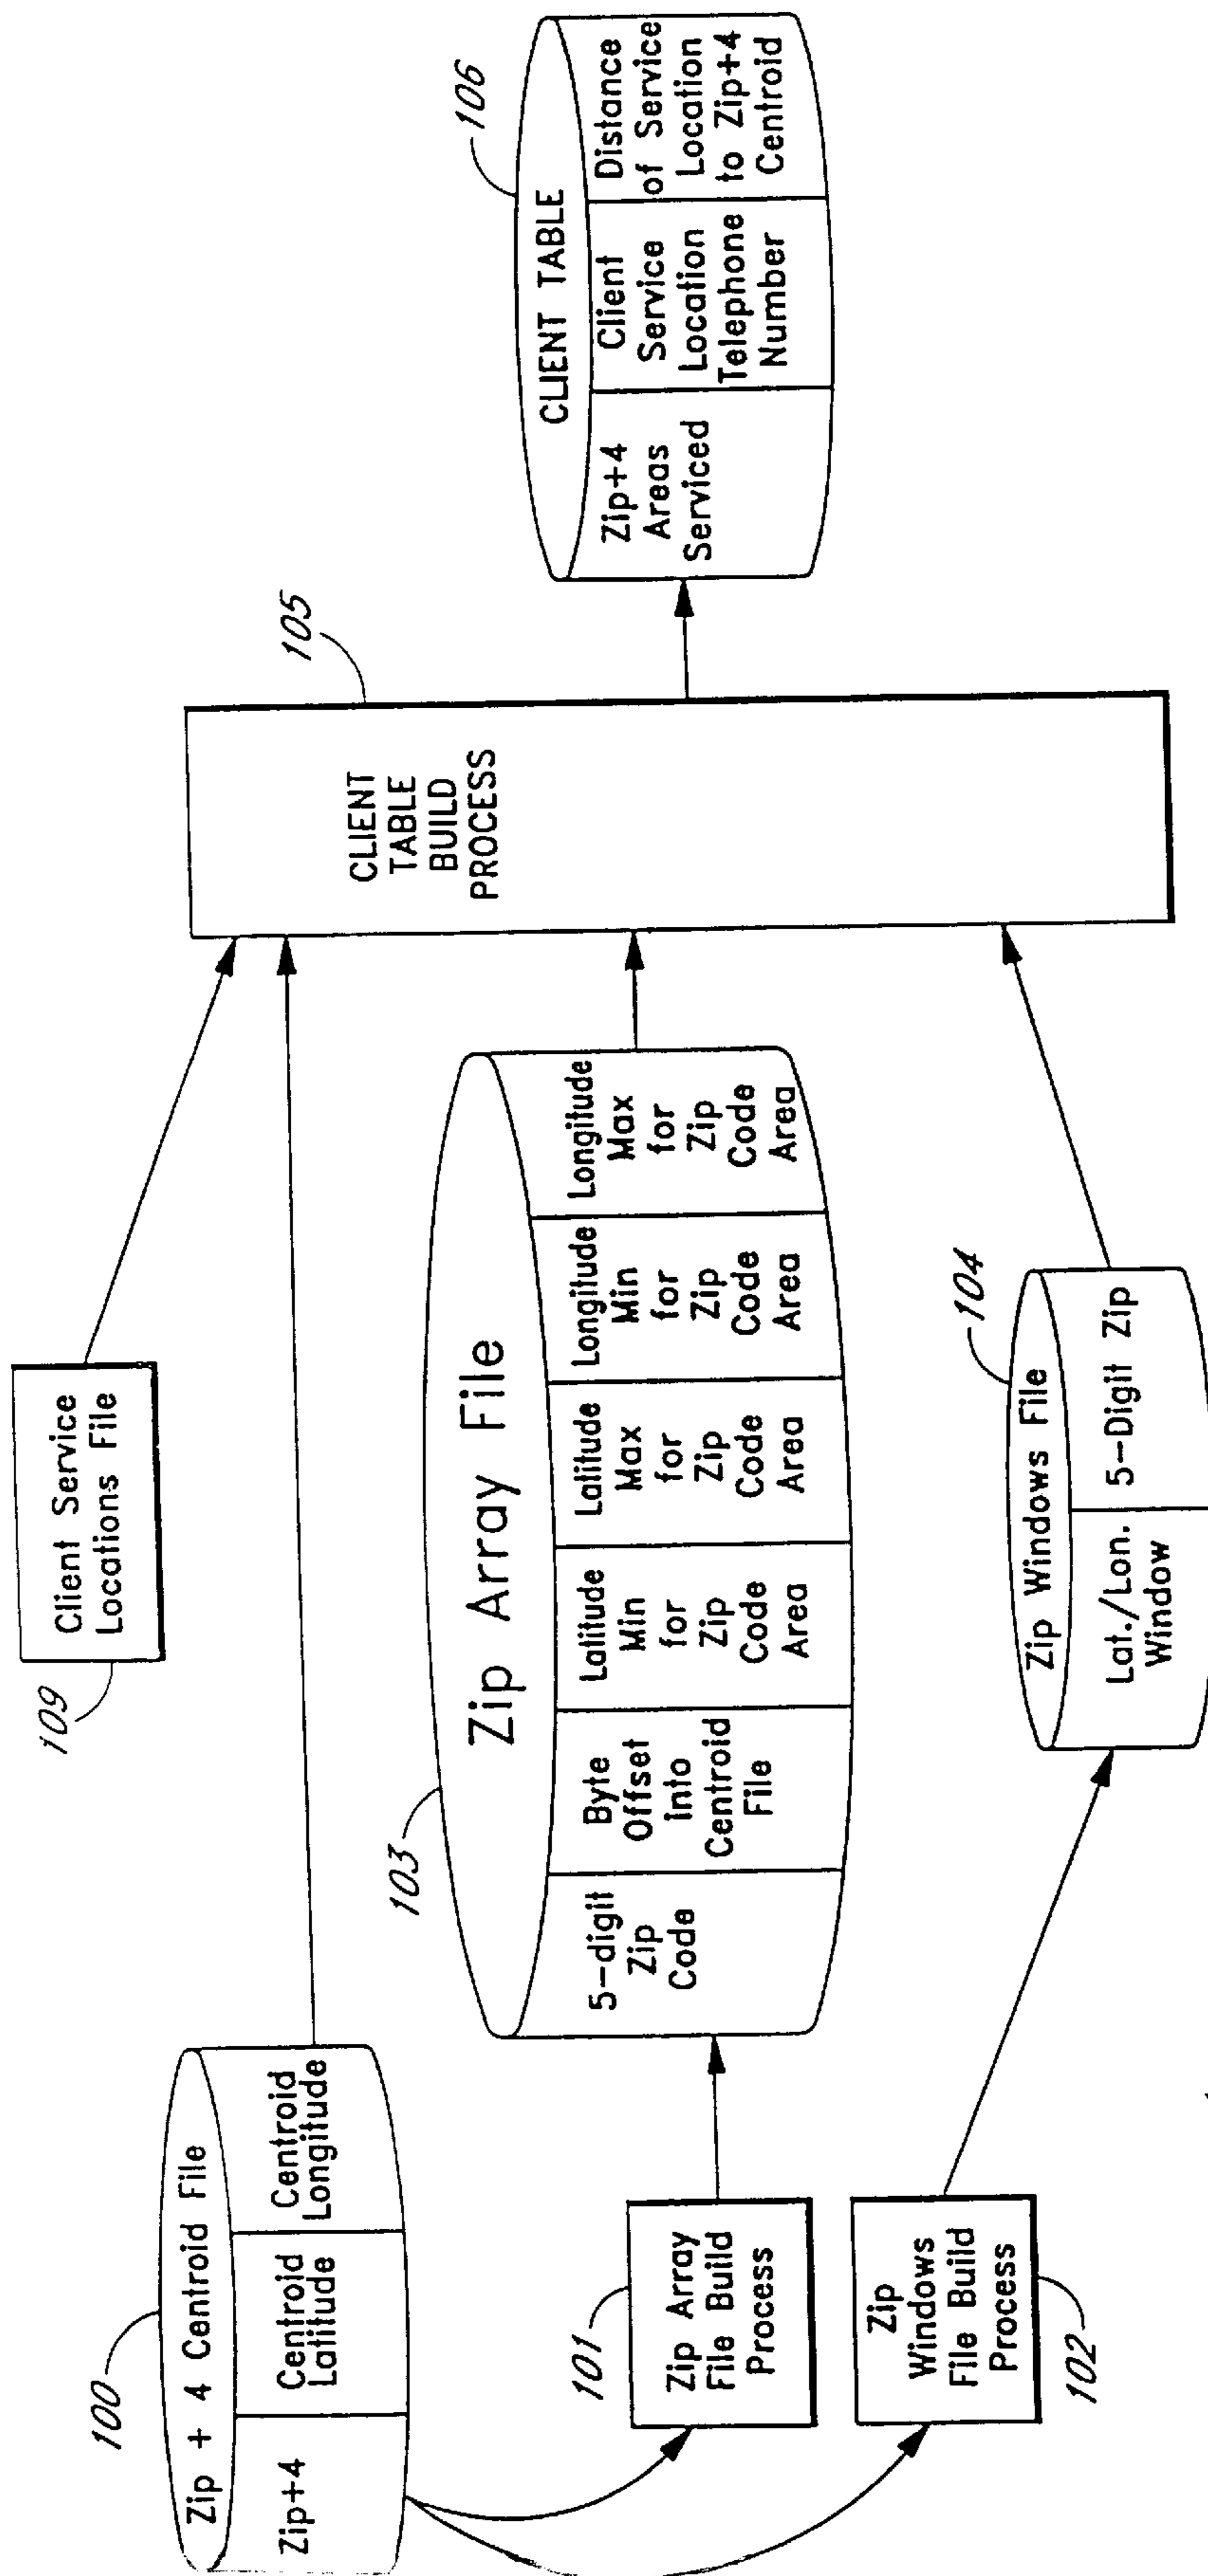 109
Client Service
Locations File
100
Zip + 4 Centroid File
Zip+4
Centroid
Latitude
Centroid
Longitude
101
Zip Array
File Build
Process
Zip
Windows
File Build
Process
102
103
Zip Array File
5-digit
Zip
Code
Byte
Offset
into
Centroid
File
Latitude
Min
for
Zip
Code
Area
Latitude
Max
for
Zip
Code
Area
Longitude
Min
for
Zip
Code
Area
Longitude
Max
for
Zip
Code
Area
104
Zip Windows File
Lat./Lon.
Window
5-Digit Zip
105
CLIENT
TABLE
BUILD
PROCESS
106
CLIENT TABLE
Zip+4
Areas
Serviced
Client
Service
Location
Telephone
Number
Distance
of Service
Location
to Zip+4
Centroid